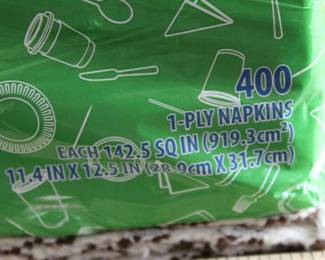 400
1-PLY NAPKINS
EACH 142.5 SQ IN (919.3cm²)
11.4 IN X 12.5 IN (28.9cm X 31.7cm)